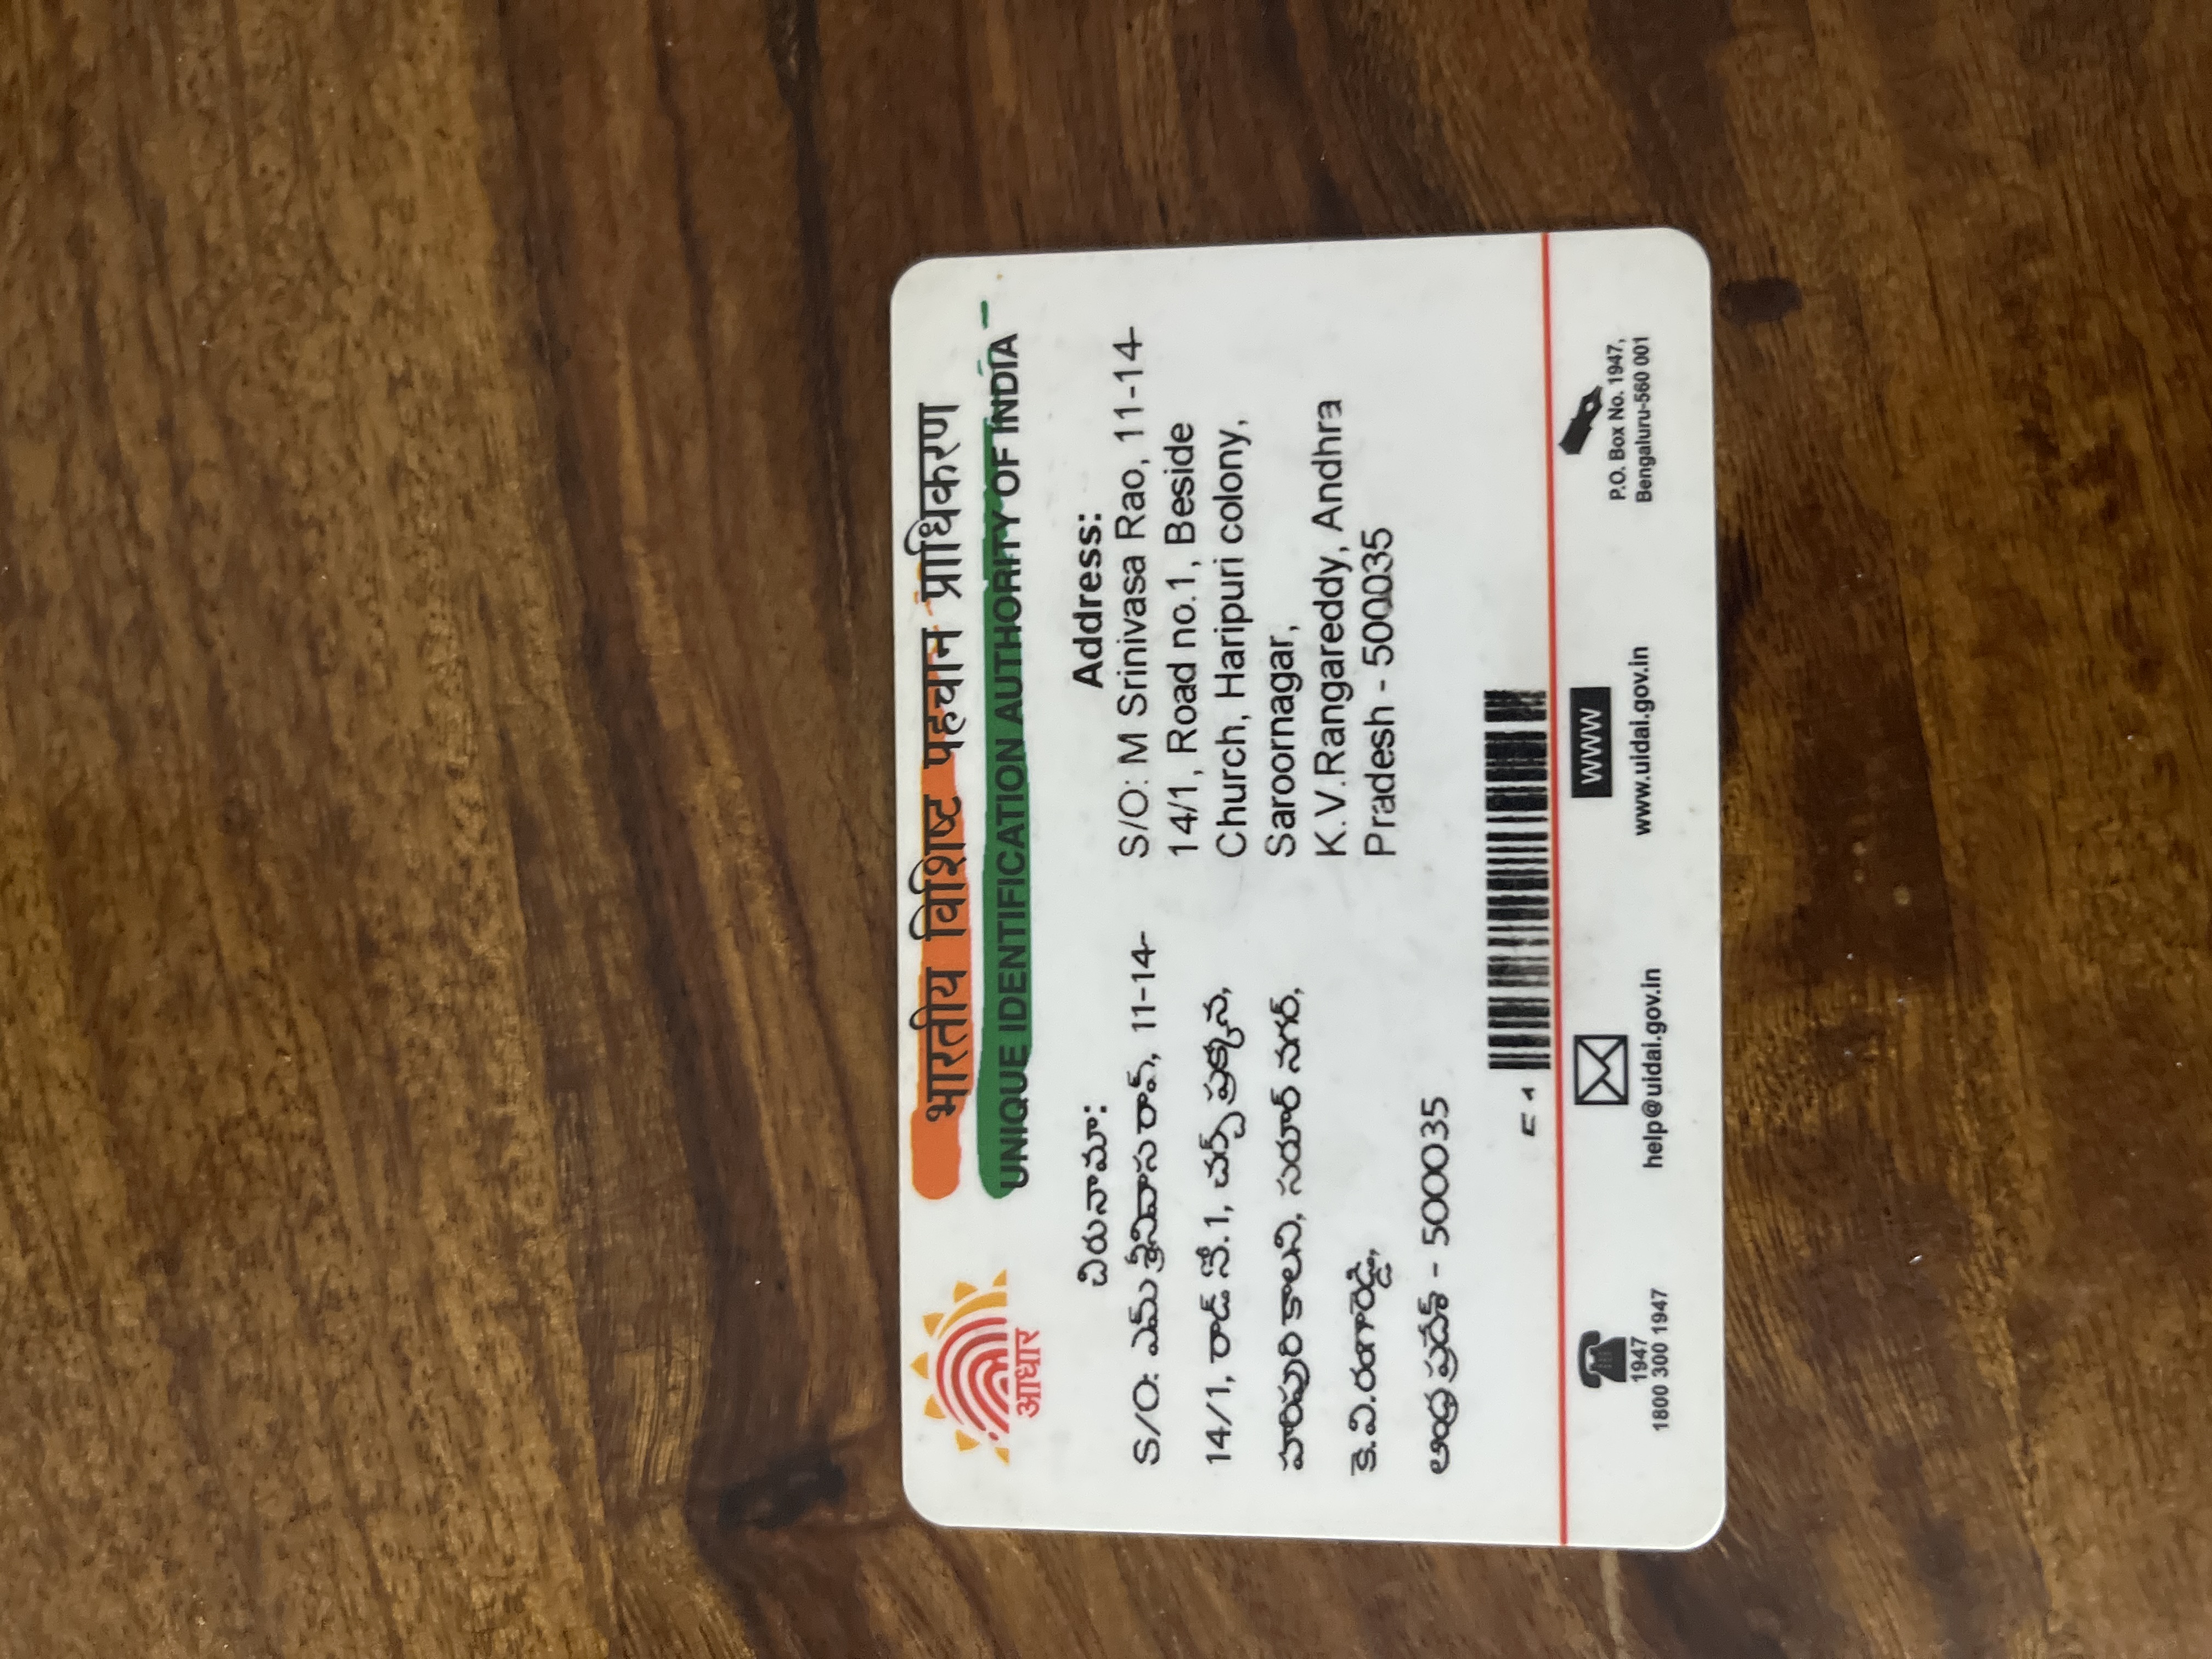 भारतीय विशिष्ट पहचान प्राधिकरण
UNIQUE IDENTIFICATION AUTHORITY OF INDIA
आधार
చిరునామా:
S/O: ఎమ్ శ్రీనివాస రావ్, 11-14-
14/1, రాడ్ నే.1, చర్చ్ ప్రక్కన,
హరిపురి కాలని, సరూర్ నగర్,
కె.వి.రంగారెడ్డి,
ఆంధ్ర ప్రదేశ్ - 500035
Address:
S/O: M Srinivasa Rao, 11-14-
14/1, Road no.1, Beside
Church, Haripuri colony,
Saroornagar,
K.V.Rangareddy, Andhra
Pradesh - 500035
1947
1800 300 1947
help@uidai.gov.in
WWW
www.uidai.gov.in
P.O. Box No. 1947,
Bengaluru-560 001